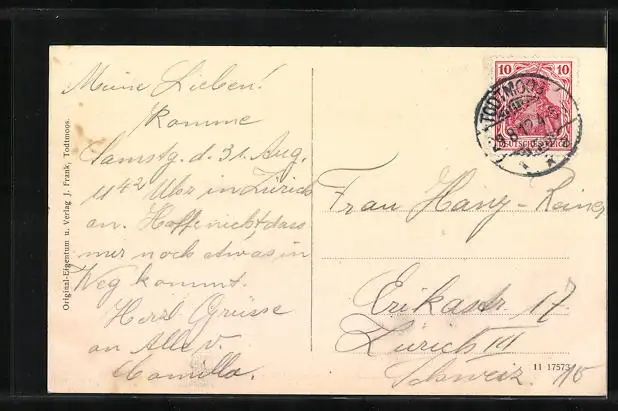 Meine Lieben!
Komme
Samstg. d. 31. Aug.
11 42 Uhr in Zürich
an. Hoffe nicht dass
mir noch etwas in
Weg kommt.
Herzl Grüsse
an Alle v.
Camilla.
Original-Eigentum u. Verlag J. Frank, Todtmoos.
10 10
DEUTSCHES REICH
TODTMOOS
Frau Hanz-Reiner
Erikastr 17
Zürich III
Schweiz.
11 17573